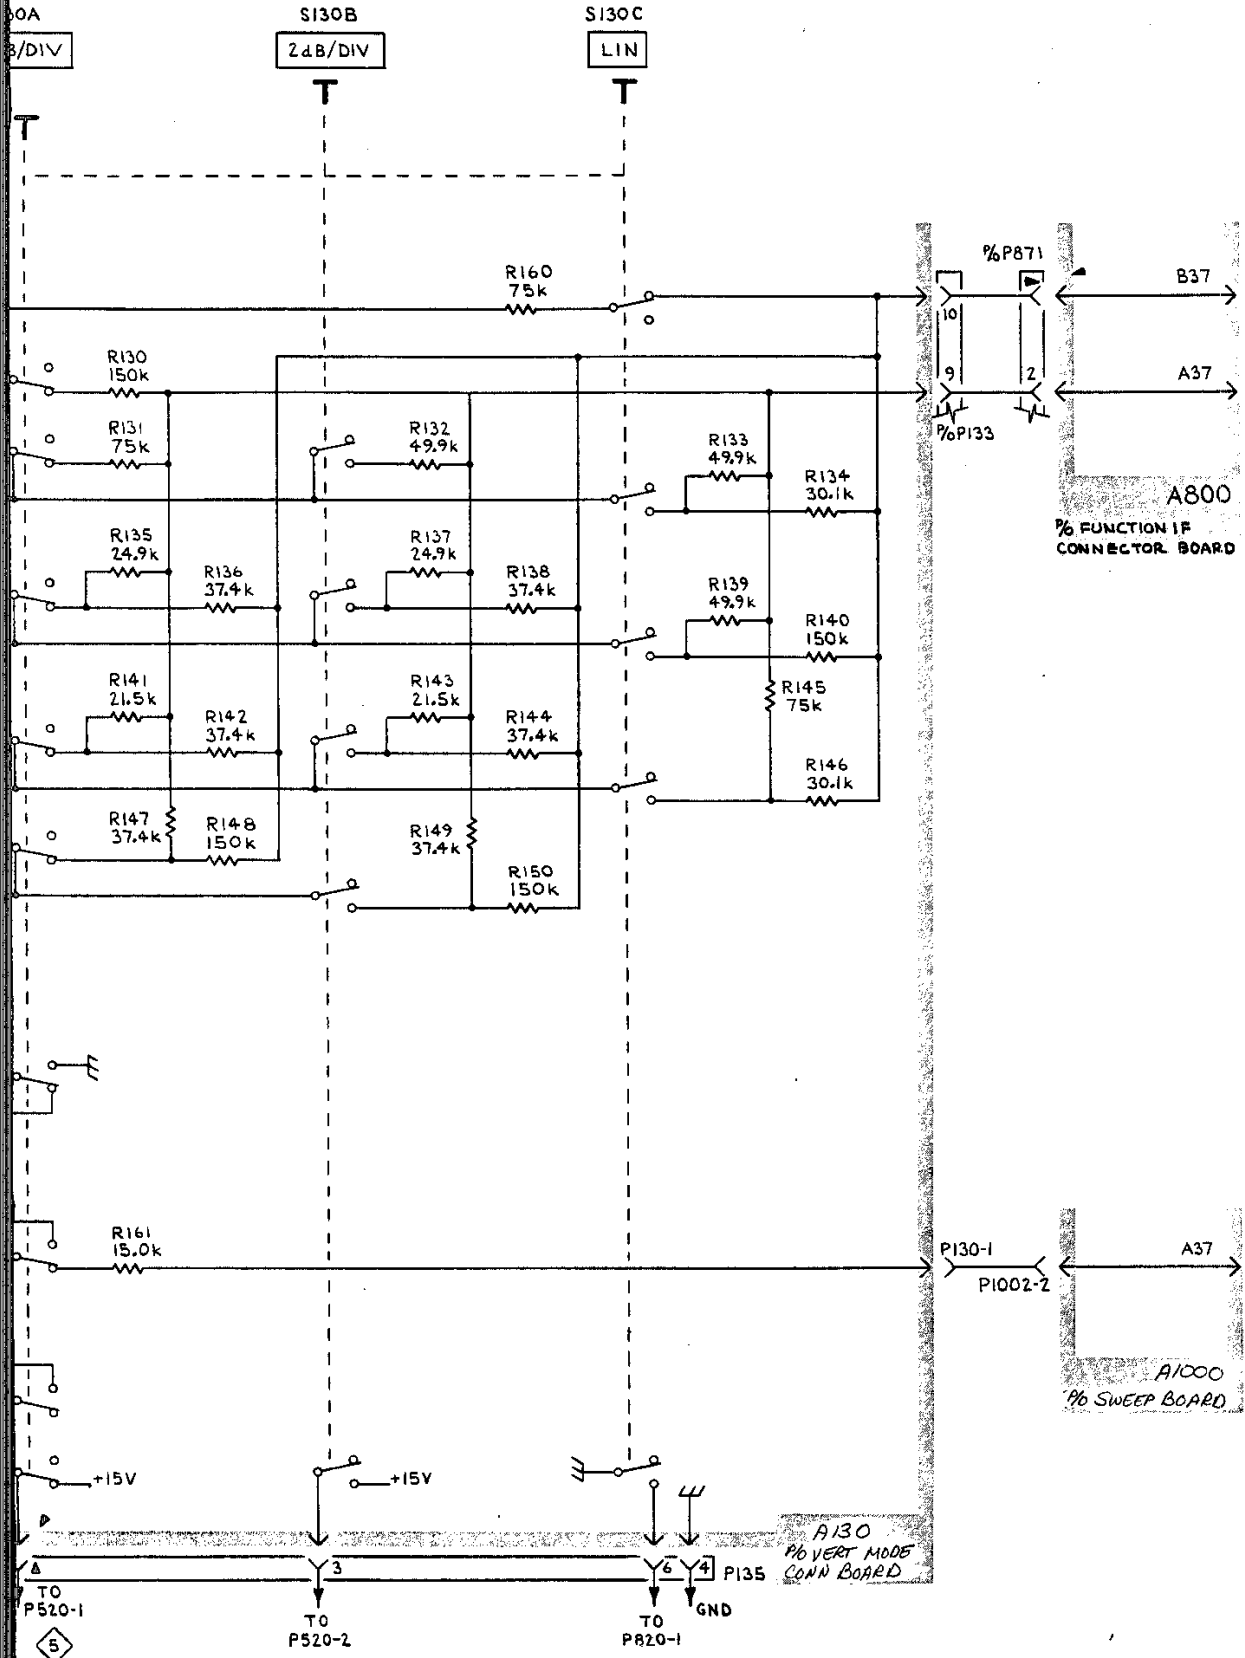 S130B
S130C
B/DIV
2dB/DIV
LIN
R160
75k
P/O P871
B37
10
R130
150k
9
2
A37
P/O P133
R131
75k
R132
49.9k
R133
49.9k
R134
30.1k
A800
P/O FUNCTION IF
CONNECTOR BOARD
R135
24.9k
R136
37.4k
R137
24.9k
R138
37.4k
R139
49.9k
R140
150k
R141
21.5k
R142
37.4k
R143
21.5k
R144
37.4k
R145
75k
R146
30.1k
R147
37.4k
R148
150k
R149
37.4k
R150
150k
R161
15.0k
P130-1
A37
P1002-2
A1000
P/O SWEEP BOARD
+15V
+15V
A130
P/O VERT MODE
CONN BOARD
3
6
4
P135
TO
P520-1
5
TO
P520-2
TO
P820-1
GND